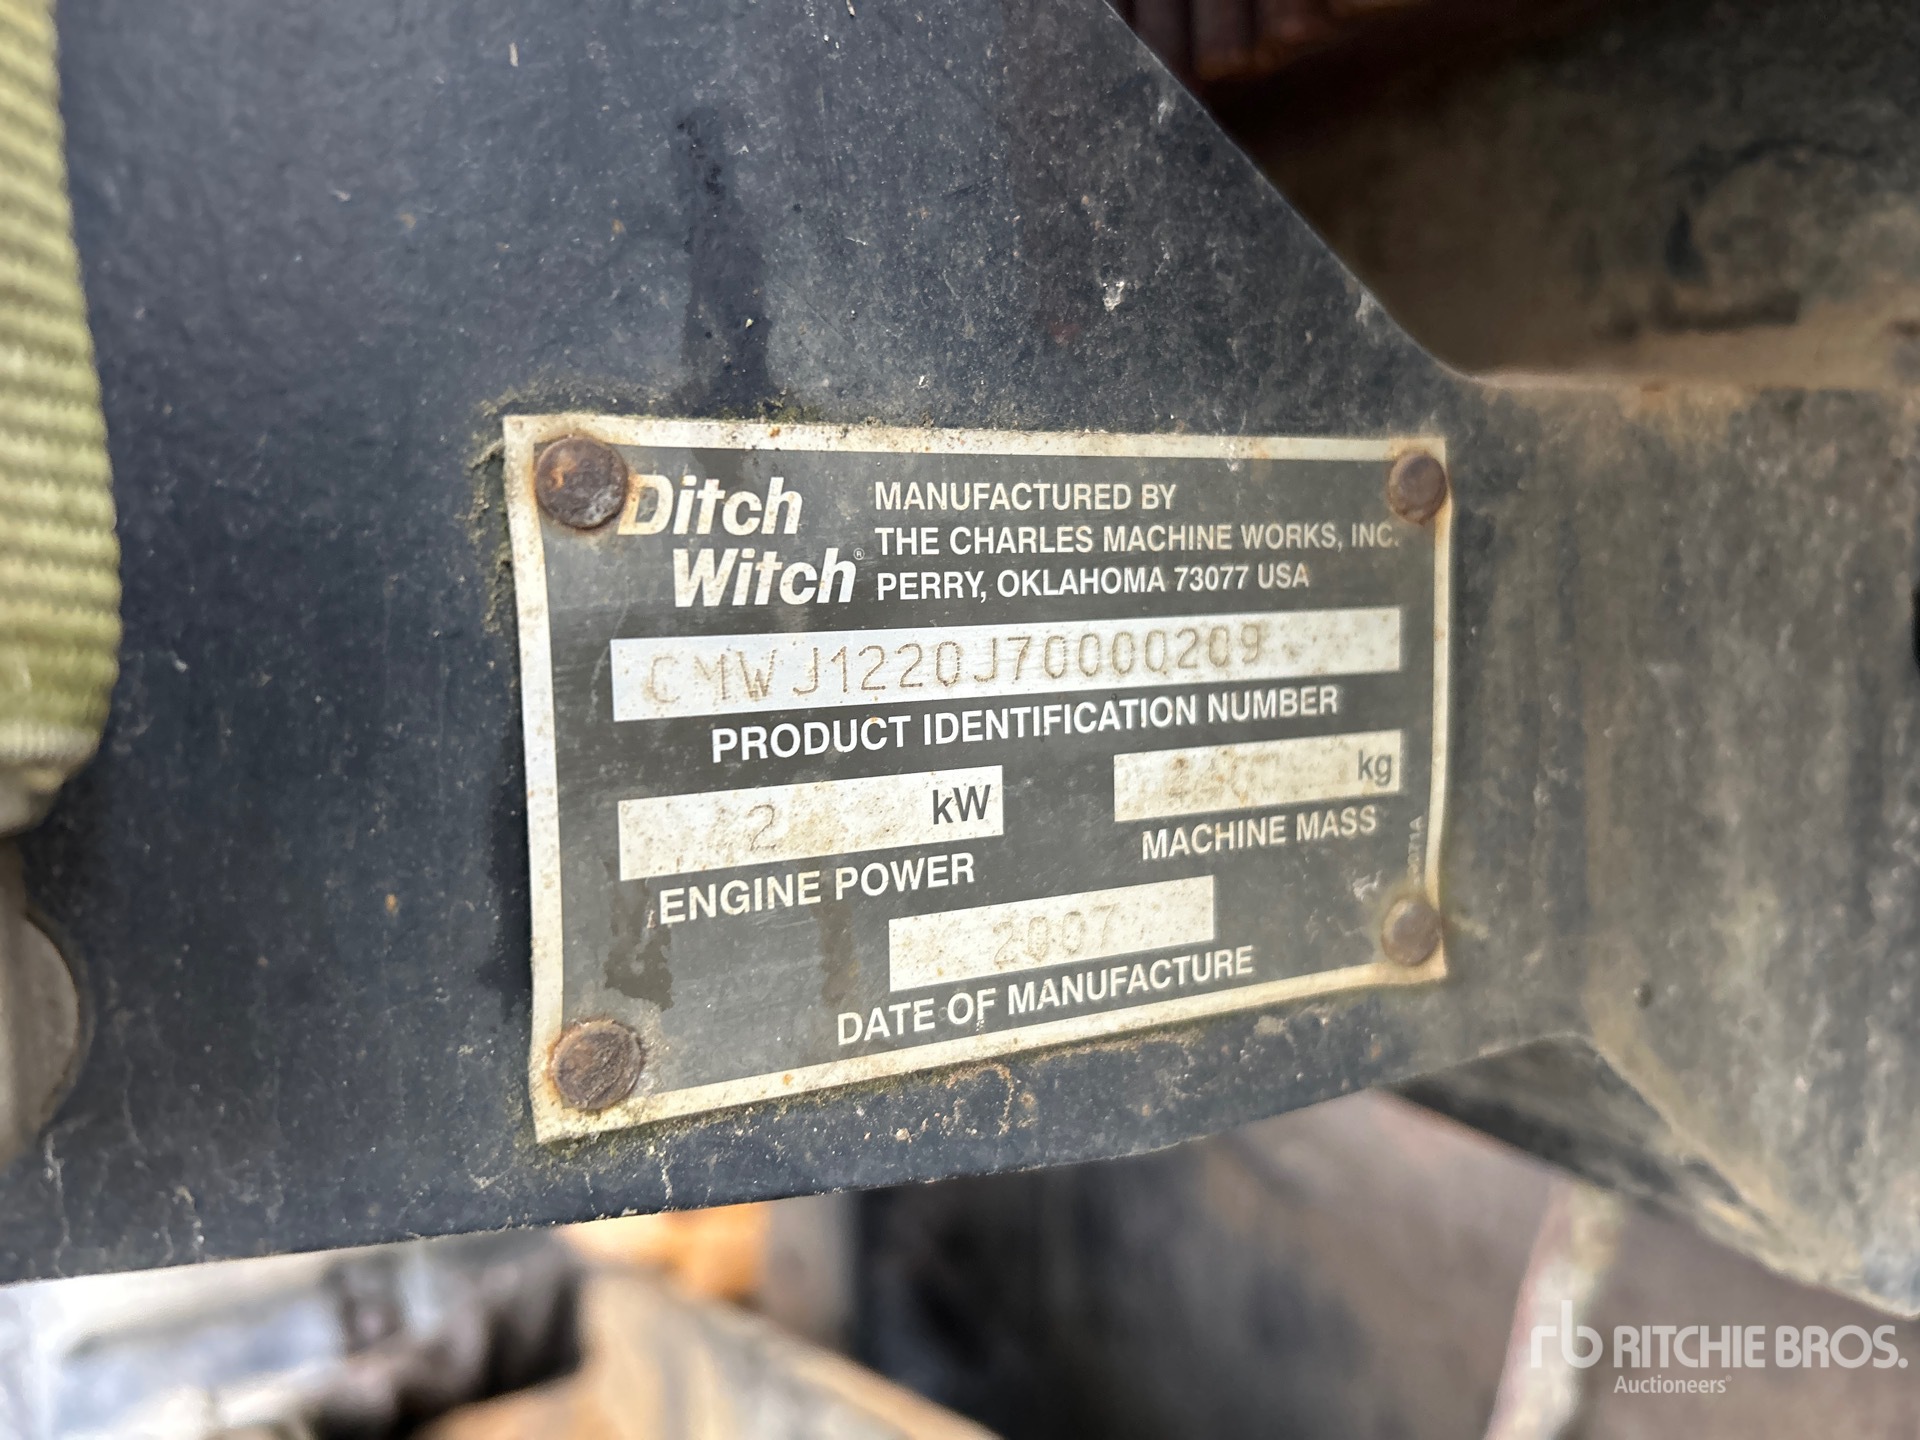 Ditch
Witch®
MANUFACTURED BY
THE CHARLES MACHINE WORKS, INC.
PERRY, OKLAHOMA 73077 USA
CMWJ1220J70000209
PRODUCT IDENTIFICATION NUMBER
kW
ENGINE POWER
kg
MACHINE MASS
2007
DATE OF MANUFACTURE
rb RITCHIE BROS.
Auctioneers